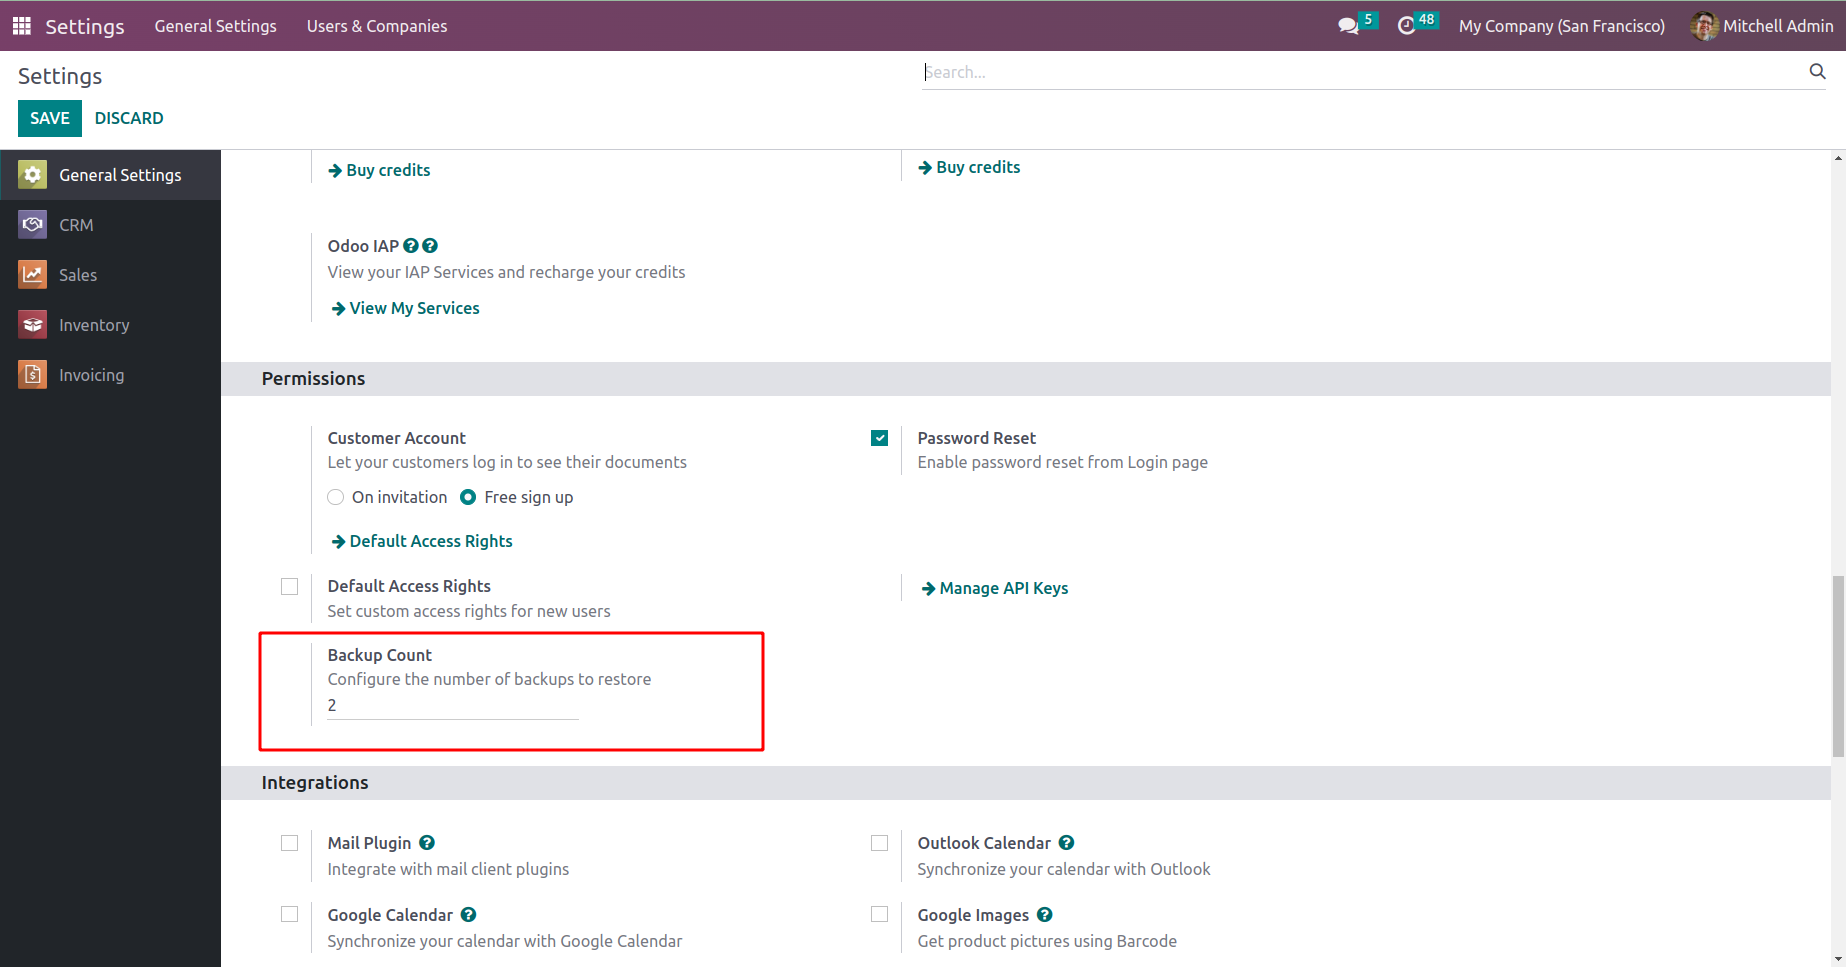 Settings General Settings Users & Companies 5 48 My Company (San Francisco) Mitchell Admin
Settings
Search...
SAVE DISCARD
General Settings
CRM
Sales
Inventory
Invoicing
Buy credits
Buy credits
Odoo IAP
View your IAP Services and recharge your credits
View My Services
Permissions
Customer Account
Let your customers log in to see their documents
On invitation Free sign up
Default Access Rights
Password Reset
Enable password reset from Login page
Default Access Rights
Set custom access rights for new users
Manage API Keys
Backup Count
Configure the number of backups to restore
2
Integrations
Mail Plugin
Integrate with mail client plugins
Outlook Calendar
Synchronize your calendar with Outlook
Google Calendar
Synchronize your calendar with Google Calendar
Google Images
Get product pictures using Barcode